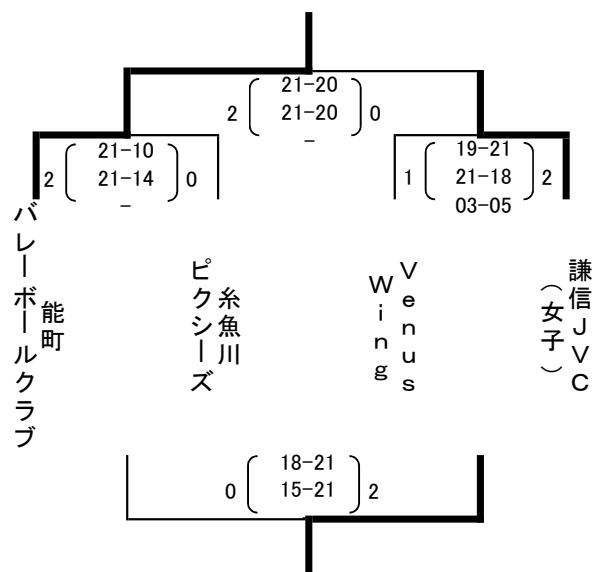 21-20
2 21-20 0
-
21-10
2 21-14 0
-
19-21
1 21-18 2
03-05
能町
バレーボールクラブ
糸魚川
ピクシーズ
Venus
Wing
謙信JVC
（女子）
18-21
0 15-21 2